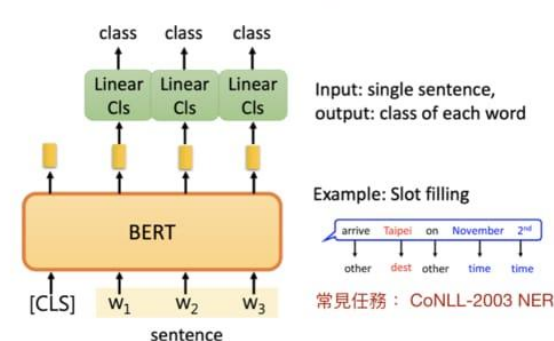 class class class
Linear Cls Linear Cls Linear Cls
Input: single sentence,
output: class of each word
BERT
Example: Slot filling
arrive Taipei on November 2nd
other dest other time time
[CLS] w1 w2 w3
sentence
常見任務： CoNLL-2003 NER